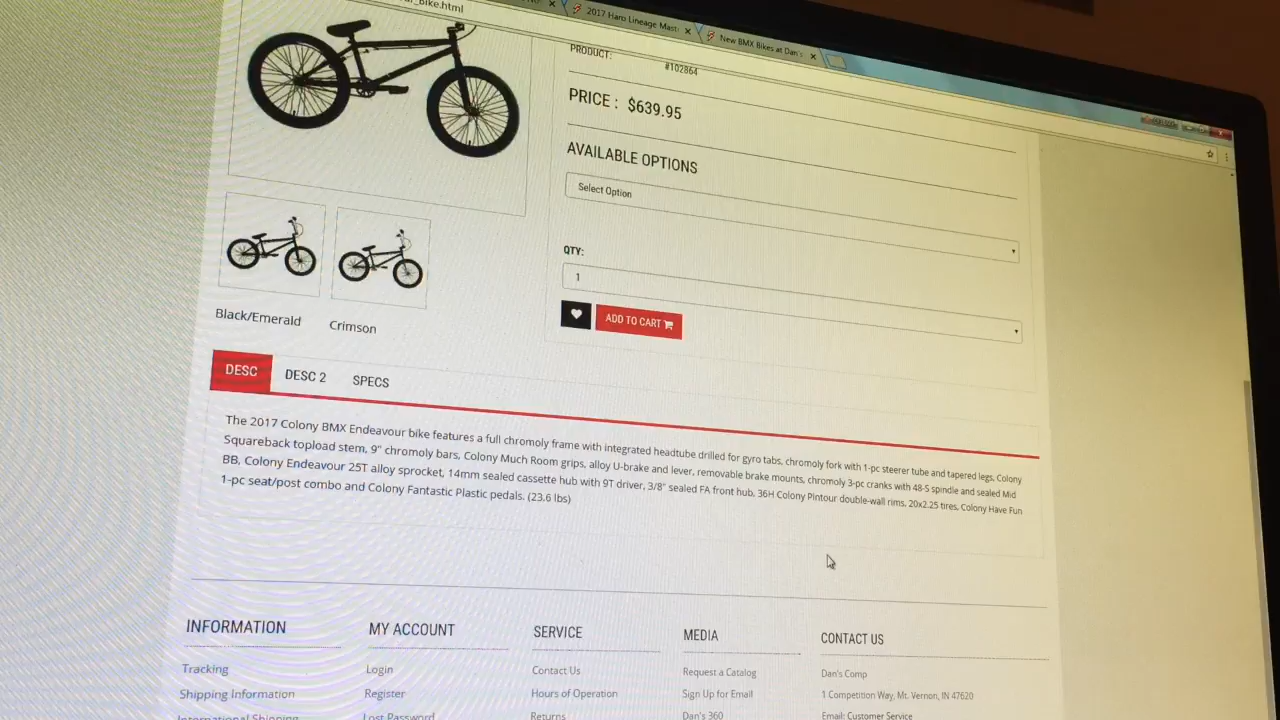 Bike.html
2017 Haro Lineage Mast
New BMX Bikes at Dan's
PRODUCT:
#102864
PRICE : $639.95
AVAILABLE OPTIONS
Select Option
QTY:
1
ADD TO CART
Black/Emerald
Crimson
DESC
DESC 2
SPECS
The 2017 Colony BMX Endeavour bike features a full chromoly frame with integrated headtube drilled for gyro tabs, chromoly fork with 1-pc steerer tube and tapered legs, Colony
Squareback topload stem, 9" chromoly bars, Colony Much Room grips, alloy U-brake and lever, removable brake mounts, chromoly 3-pc cranks with 48-S spindle and sealed Mid
BB, Colony Endeavour 25T alloy sprocket, 14mm sealed cassette hub with 9T driver, 3/8" sealed FA front hub, 36H Colony Pintour double-wall rims, 20x2.25 tires, Colony Have Fun
1-pc seat/post combo and Colony Fantastic Plastic pedals. (23.6 lbs)
INFORMATION
MY ACCOUNT
SERVICE
MEDIA
CONTACT US
Tracking
Login
Contact Us
Request a Catalog
Dan's Comp
Shipping Information
Register
Hours of Operation
Sign Up for Email
1 Competition Way, Mt. Vernon, IN 47620
International Shipping
Lost Password
Returns
Dan's 360
Email: Customer Service